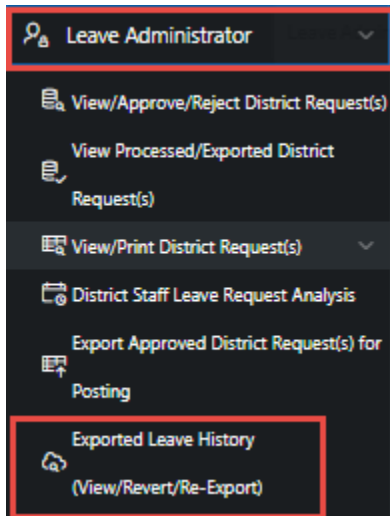 Leave Administrator
View/Approve/Reject District Request(s)
View Processed/Exported District
Request(s)
View/Print District Request(s)
District Staff Leave Request Analysis
Export Approved District Request(s) for
Posting
Exported Leave History
(View/Revert/Re-Export)